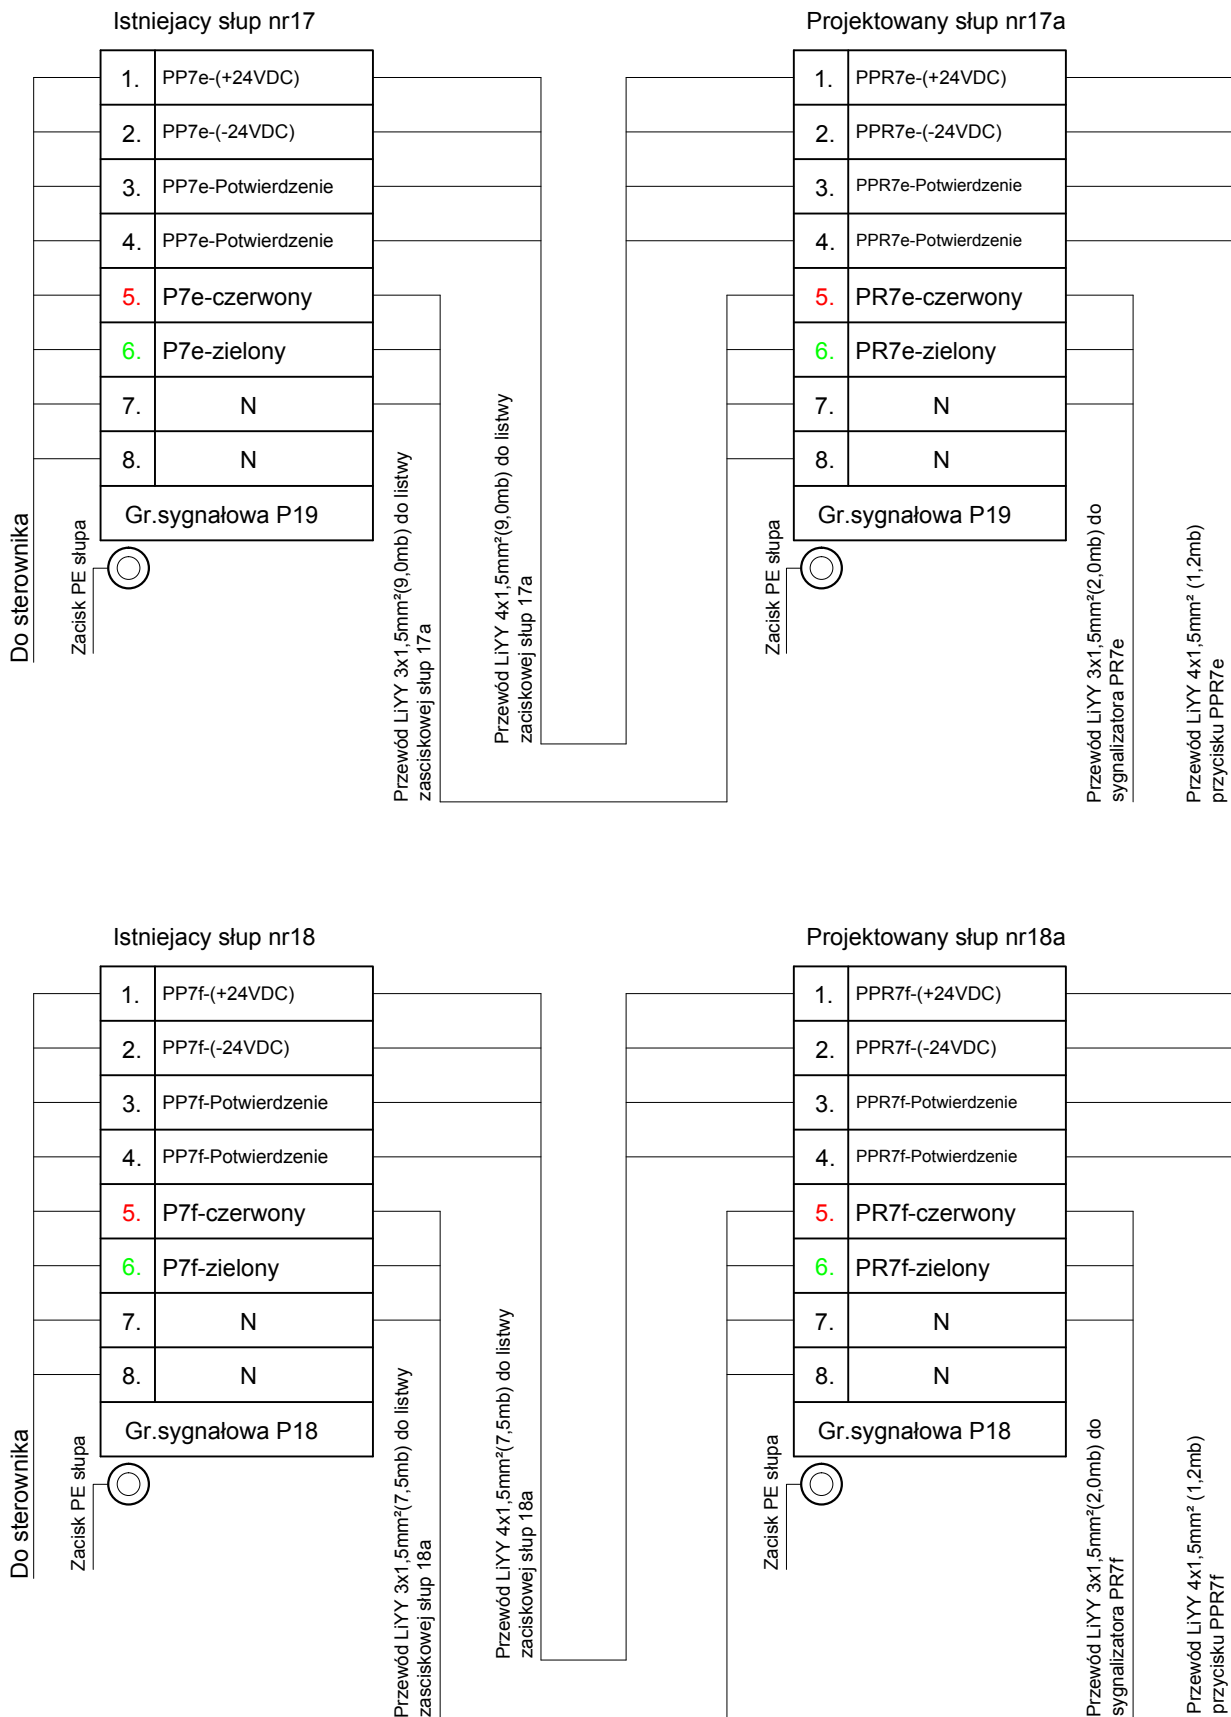 Istniejacy słup nr17
1. PP7e-(+24VDC)
2. PP7e-(-24VDC)
3. PP7e-Potwierdzenie
4. PP7e-Potwierdzenie
5. P7e-czerwony
6. P7e-zielony
7. N
8. N
Gr.sygnałowa P19
Do sterownika
Zacisk PE słupa
Przewód LiYY 3x1,5mm²(9,0mb) do listwy
zasciskowej słup 17a
Przewód LiYY 4x1,5mm²(9,0mb) do listwy
zaciskowej słup 17a
Projektowany słup nr17a
1. PPR7e-(+24VDC)
2. PPR7e-(-24VDC)
3. PPR7e-Potwierdzenie
4. PPR7e-Potwierdzenie
5. PR7e-czerwony
6. PR7e-zielony
7. N
8. N
Gr.sygnałowa P19
Zacisk PE słupa
Przewód LiYY 3x1,5mm²(2,0mb) do
sygnalizatora PR7e
Przewód LiYY 4x1,5mm² (1,2mb)
przycisku PPR7e
Istniejacy słup nr18
1. PP7f-(+24VDC)
2. PP7f-(-24VDC)
3. PP7f-Potwierdzenie
4. PP7f-Potwierdzenie
5. P7f-czerwony
6. P7f-zielony
7. N
8. N
Gr.sygnałowa P18
Do sterownika
Zacisk PE słupa
Przewód LiYY 3x1,5mm²(7,5mb) do listwy
zasciskowej słup 18a
Przewód LiYY 4x1,5mm²(7,5mb) do listwy
zaciskowej słup 18a
Projektowany słup nr18a
1. PPR7f-(+24VDC)
2. PPR7f-(-24VDC)
3. PPR7f-Potwierdzenie
4. PPR7f-Potwierdzenie
5. PR7f-czerwony
6. PR7f-zielony
7. N
8. N
Gr.sygnałowa P18
Zacisk PE słupa
Przewód LiYY 3x1,5mm²(2,0mb) do
sygnalizatora PR7f
Przewód LiYY 4x1,5mm² (1,2mb)
przycisku PPR7f